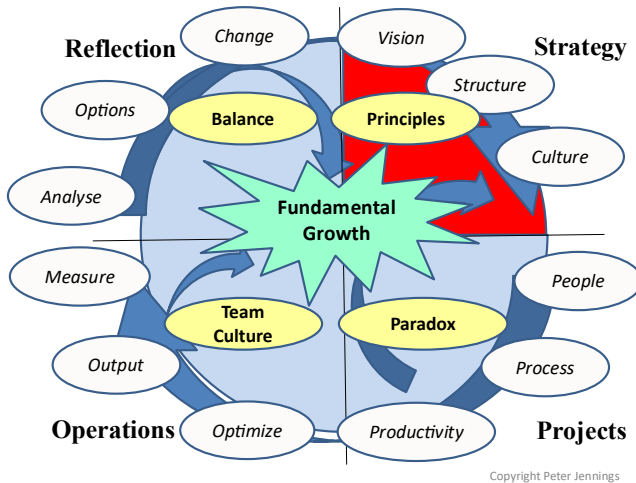 Reflection
Change
Vision
Strategy
Options
Balance
Principles
Structure
Analyse
Fundamental
Growth
Culture
Measure
Team
Culture
Paradox
People
Output
Process
Operations
Optimize
Productivity
Projects
Copyright Peter Jennings